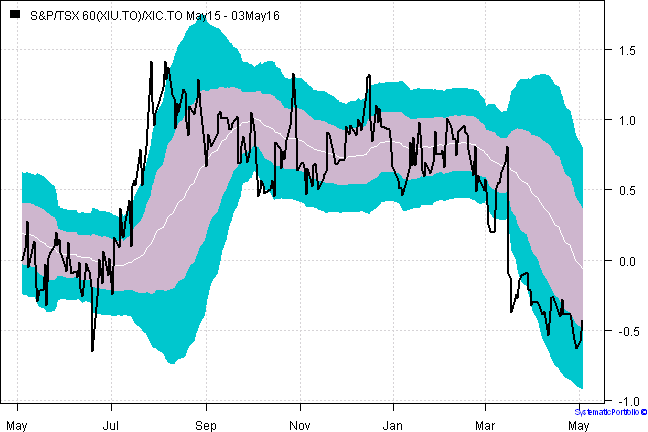 S&P/TSX 60(XIU.TO)/XIC.TO May15 - 03May16
1.5
1.0
0.5
0.0
-0.5
-1.0
May Jul Sep Nov Jan Mar May
SystematicPortfolio ©